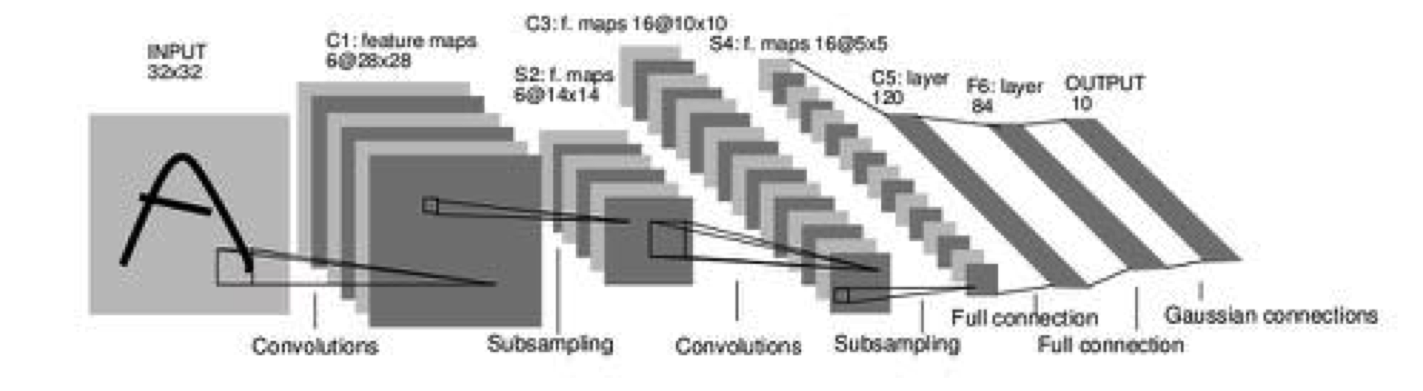 INPUT
32x32
C1: feature maps
6@28x28
S2: f. maps
6@14x14
C3: f. maps 16@10x10
S4: f. maps 16@5x5
C5: layer
120
F6: layer
84
OUTPUT
10
A
Convolutions
Subsampling
Convolutions
Subsampling
Full connection
Full connection
Gaussian connections